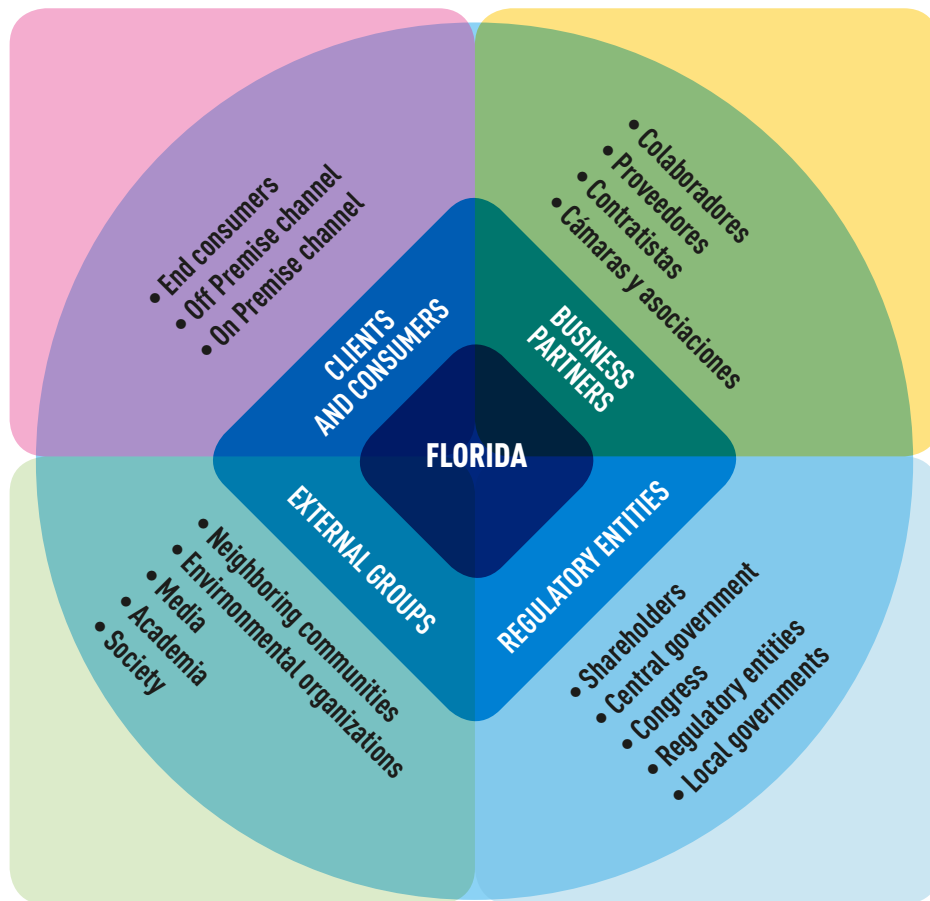 • End consumers
• Off Premise channel
• On Premise channel
CLIENTS
AND CONSUMERS
• Colaboradores
• Proveedores
• Contratistas
• Cámaras y asociaciones
BUSINESS
PARTNERS
FLORIDA
EXTERNAL GROUPS
• Neighboring communities
• Envirnonmental organizations
• Media
• Academia
• Society
REGULATORY ENTITIES
• Shareholders
• Central government
• Congress
• Regulatory entities
• Local governments